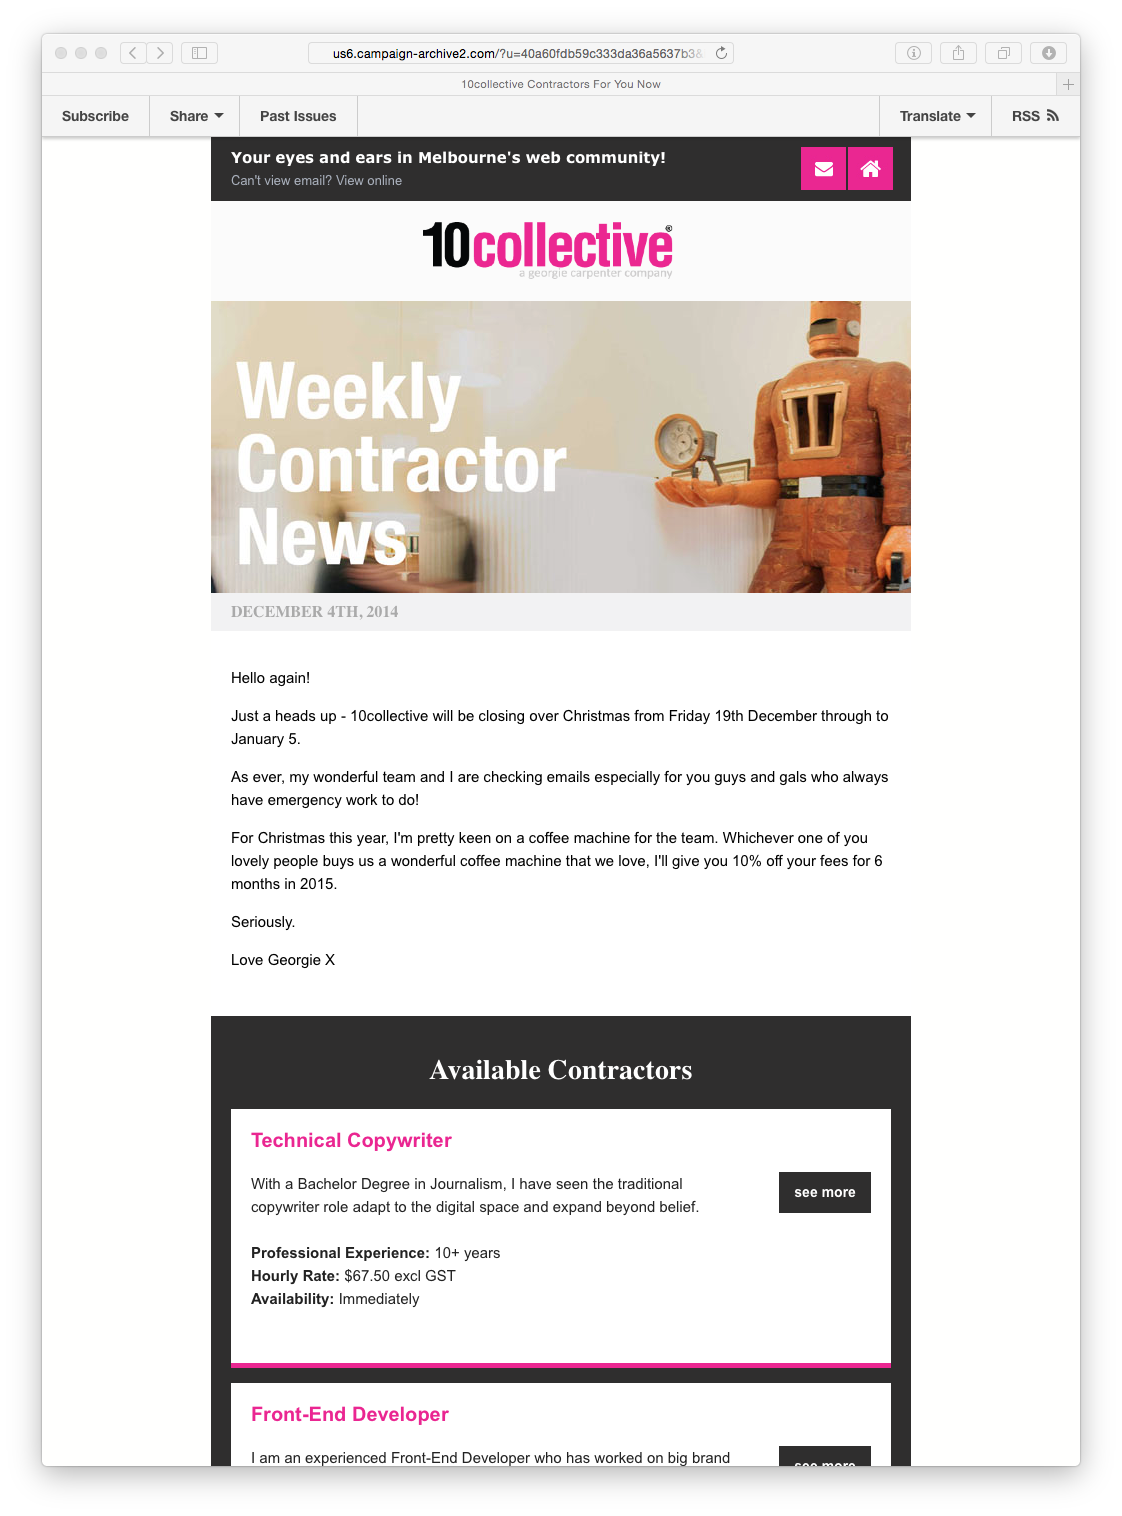 us6.campaign-archive2.com/?u=40a60fdb59c333da36a5637b3&
10collective Contractors For You Now
Subscribe
Share
Past Issues
Translate
RSS
Your eyes and ears in Melbourne's web community!
Can't view email? View online
10collective®
a georgie carpenter company
Weekly
Contractor
News
DECEMBER 4TH, 2014
Hello again!
Just a heads up - 10collective will be closing over Christmas from Friday 19th December through to
January 5.
As ever, my wonderful team and I are checking emails especially for you guys and gals who always
have emergency work to do!
For Christmas this year, I'm pretty keen on a coffee machine for the team. Whichever one of you
lovely people buys us a wonderful coffee machine that we love, I'll give you 10% off your fees for 6
months in 2015.
Seriously.
Love Georgie X
Available Contractors
Technical Copywriter
With a Bachelor Degree in Journalism, I have seen the traditional
copywriter role adapt to the digital space and expand beyond belief.
see more
Professional Experience: 10+ years
Hourly Rate: $67.50 excl GST
Availability: Immediately
Front-End Developer
I am an experienced Front-End Developer who has worked on big brand
see more